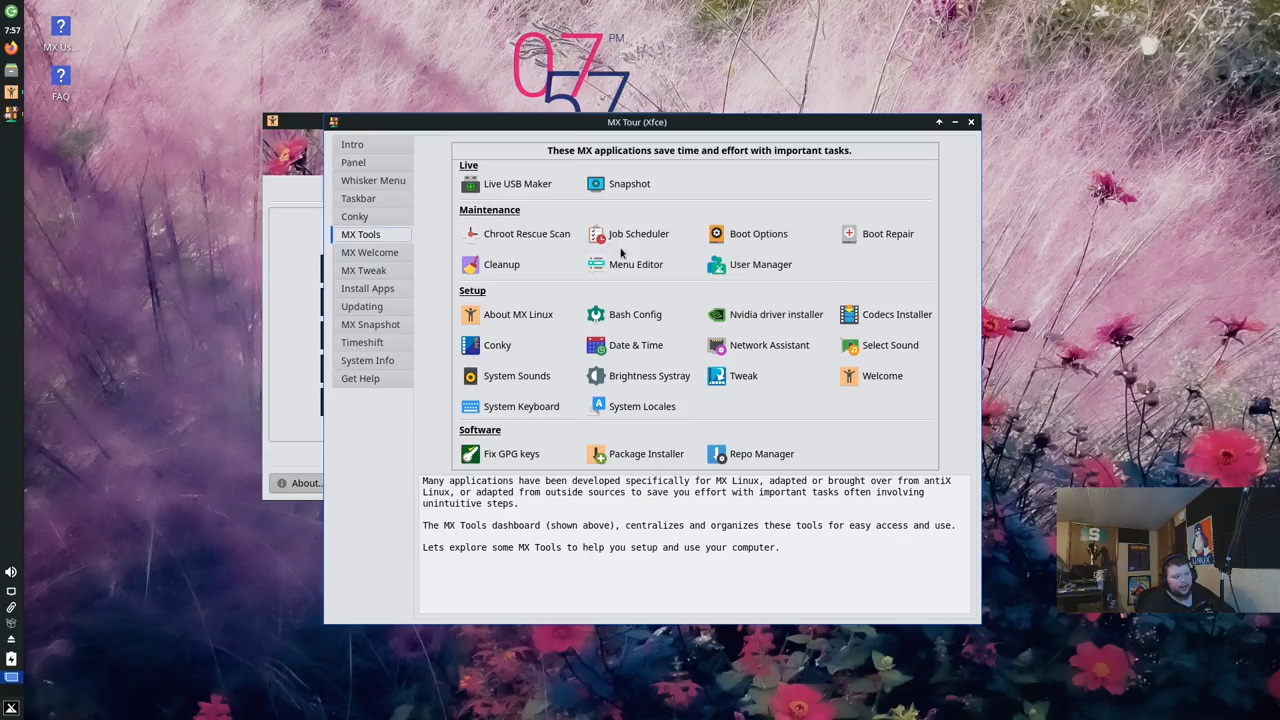 7:57
MX Us...
FAQ
07
PM
57
MX Tour (Xfce)
Intro
Panel
Whisker Menu
Taskbar
Conky
MX Tools
MX Welcome
MX Tweak
Install Apps
Updating
MX Snapshot
Timeshift
System Info
Get Help
These MX applications save time and effort with important tasks.
Live
Live USB Maker Snapshot
Maintenance
Chroot Rescue Scan Job Scheduler Boot Options Boot Repair
Cleanup Menu Editor User Manager
Setup
About MX Linux Bash Config Nvidia driver installer Codecs Installer
Conky Date & Time Network Assistant Select Sound
System Sounds Brightness Systray Tweak Welcome
System Keyboard System Locales
Software
Fix GPG keys Package Installer Repo Manager
Many applications have been developed specifically for MX Linux, adapted or brought over from antiX
Linux, or adapted from outside sources to save you effort with important tasks often involving
unintuitive steps.
The MX Tools dashboard (shown above), centralizes and organizes these tools for easy access and use.
Lets explore some MX Tools to help you setup and use your computer.
About..
S
LINUX